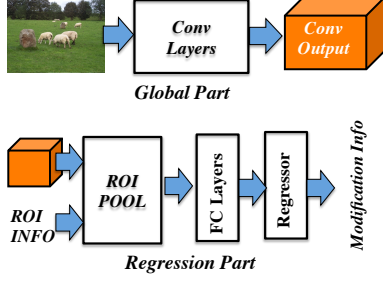 Conv
Layers
Conv
Output
Global Part
ROI
POOL
ROI
INFO
FC Layers
Regressor
Modification Info
Regression Part